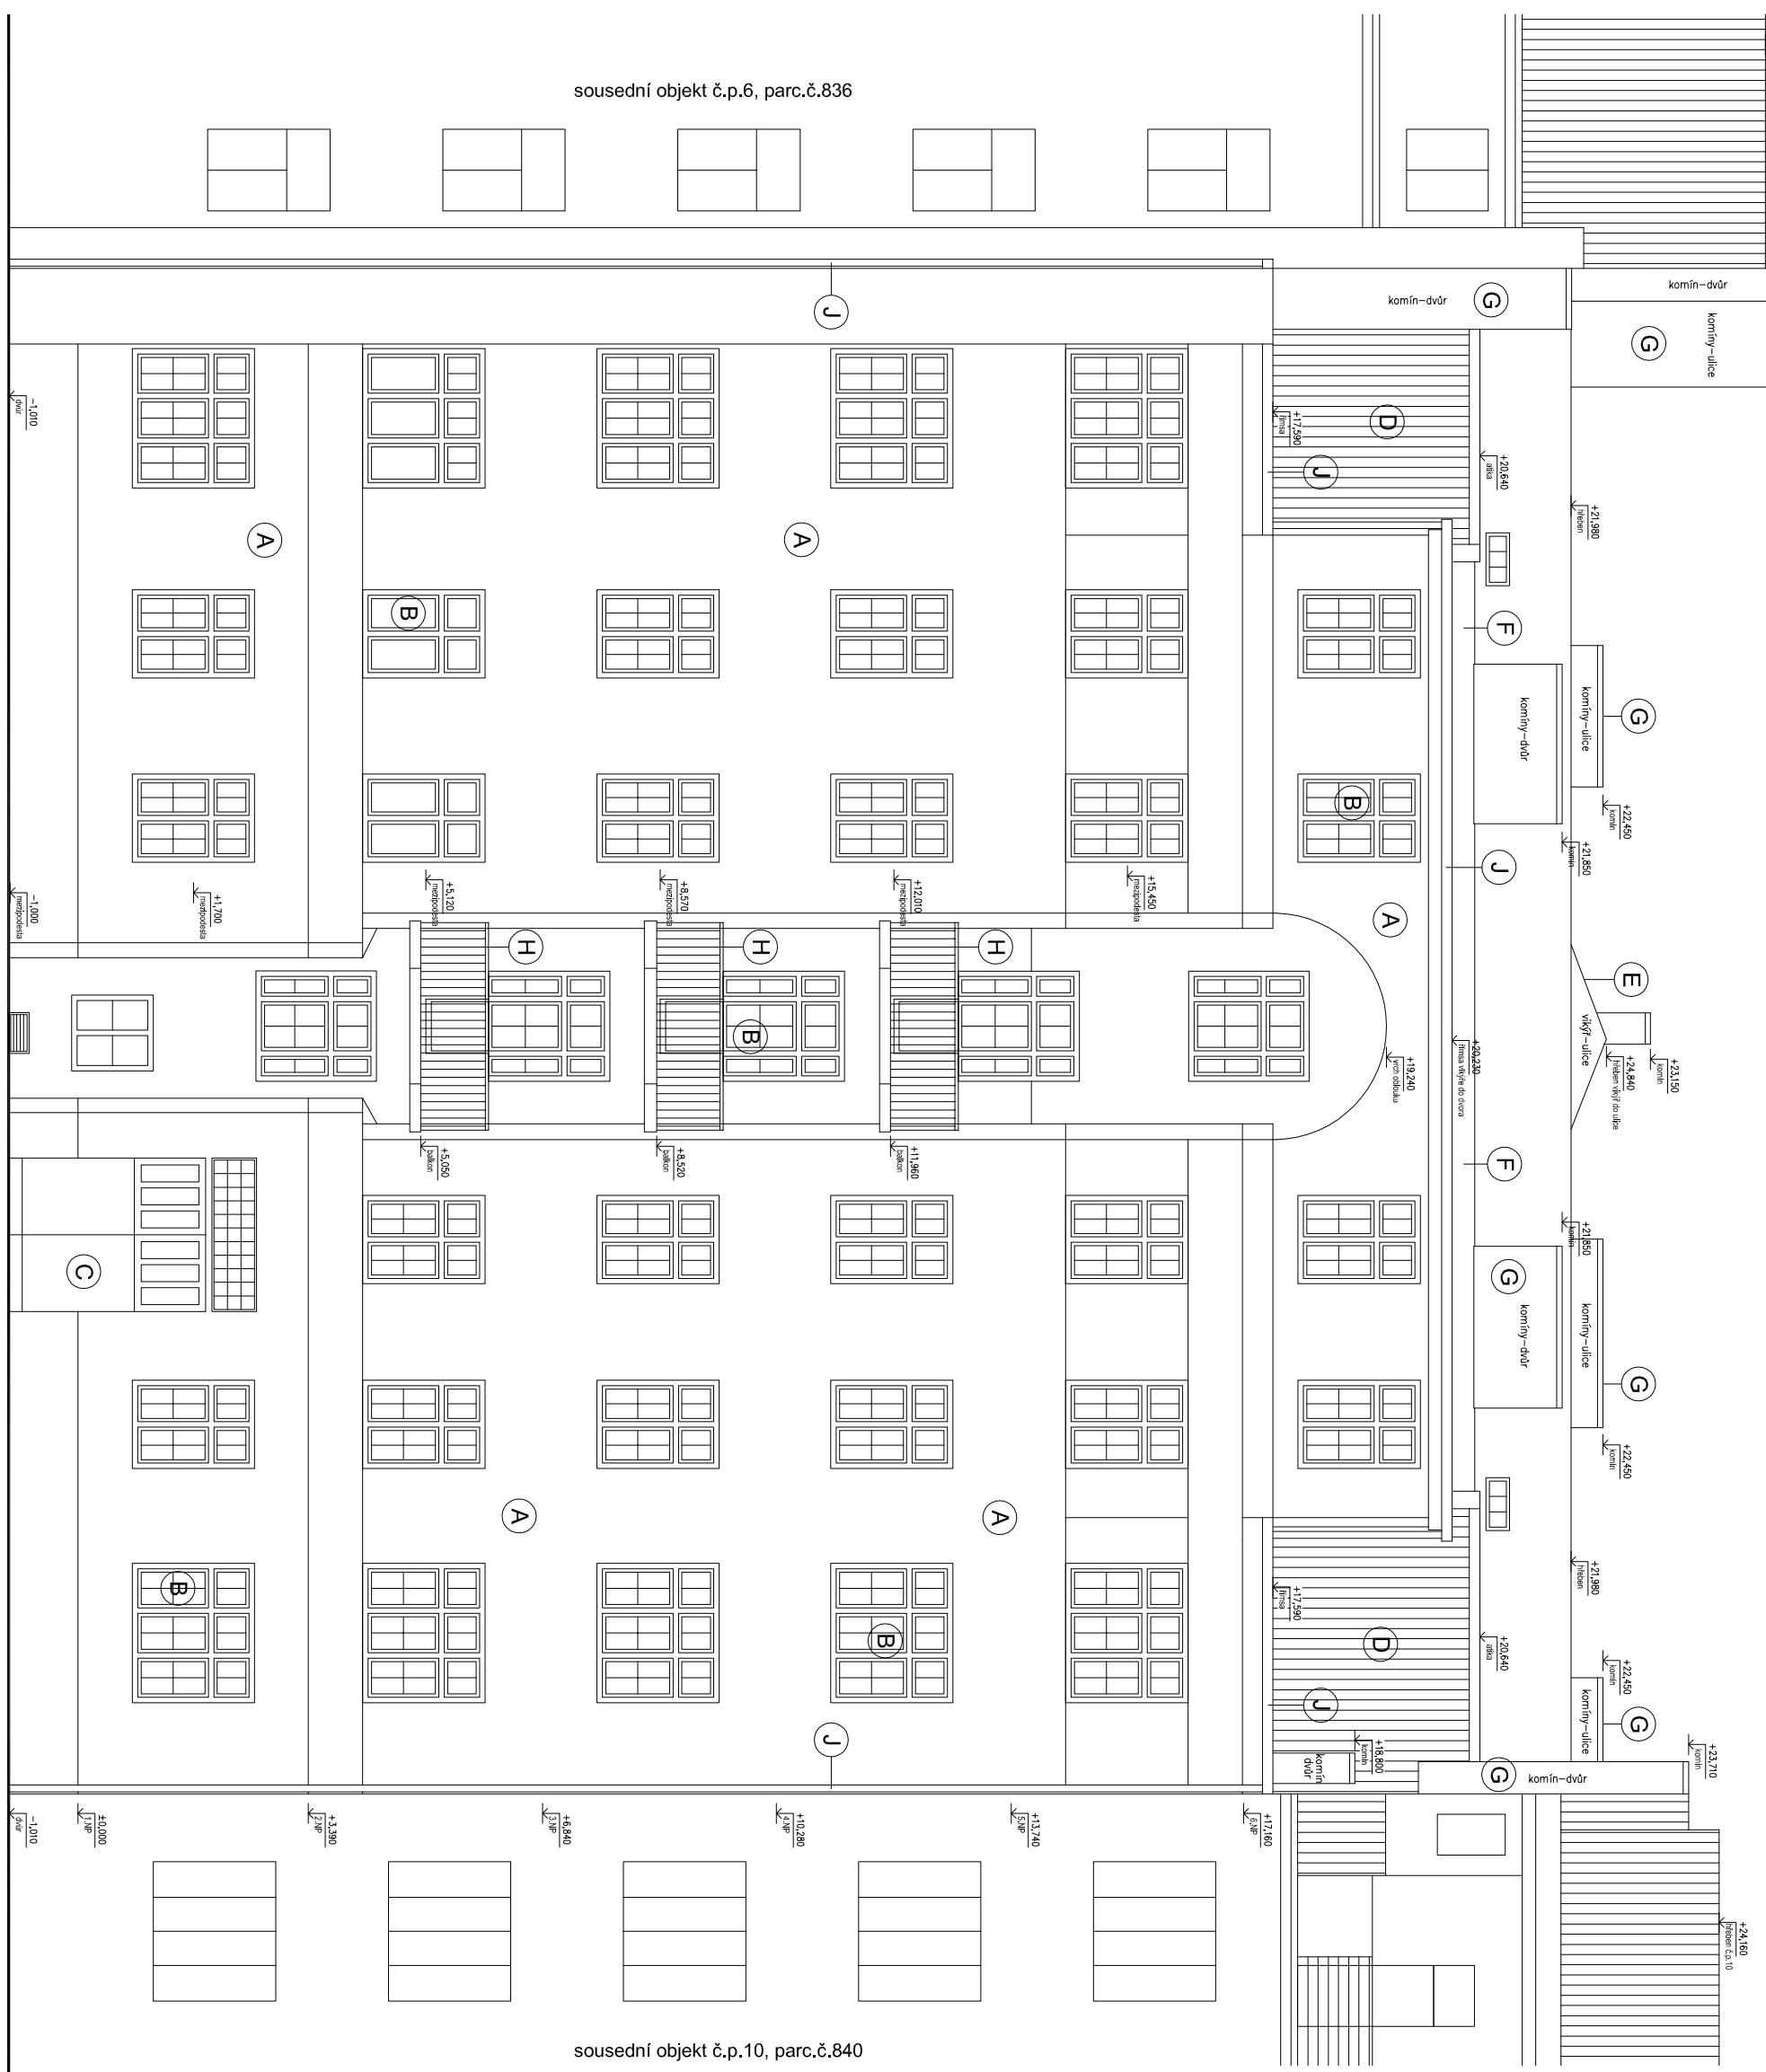 sousední objekt č.p.6, parc.č.836
komín-dvůr
G
komín-dvůr
G
komíny-ulice
J
-1,010
dvůr
+17,590
římsa
D
J
+20,640
atika
+21,980
hřeben
A
A
B
F
komíny-dvůr
komíny-ulice
G
B
+22,450
komín
+21,850
komín
J
-1,000
mezipodesta
+1,700
mezipodesta
+5,120
mezipodesta
+8,570
mezipodesta
+12,010
mezipodesta
+15,450
mezipodesta
A
H
H
H
E
vikýř-ulice
B
+19,240
vrch oblouku
+20,230
římsa vikýře do dvora
+24,840
hřeben vikýř do ulice
+23,150
komín
+5,050
balkon
+8,520
balkon
+11,960
balkon
F
+21,850
komín
C
G
komíny-dvůr
komíny-ulice
G
+22,450
komín
A
A
B
B
+17,590
římsa
D
+20,640
atika
+21,980
hřeben
+22,450
komín
J
J
komíny-ulice
G
+23,710
komín
+18,800
komín
komín
dvůr
G
komín-dvůr
-1,010
dvůr
±0,000
1.NP
+3,390
2.NP
+6,840
3.NP
+10,280
4.NP
+13,740
5.NP
+17,160
6.NP
+24,160
hřeben č.p.10
sousední objekt č.p.10, parc.č.840